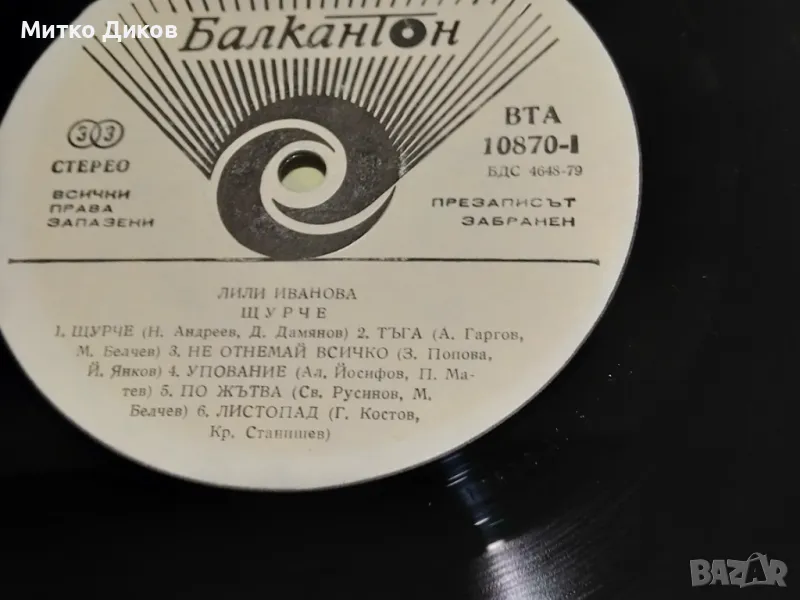 Митко Диков
Балкантон
33
СТЕРЕО
ВСИЧКИ
ПРАВА
ЗАПАЗЕНИ
ВТА
10870-I
БДС 4648-79
ПРЕЗАПИСЪТ
ЗАБРАНЕН
ЛИЛИ ИВАНОВА
ЩУРЧЕ
1. ЩУРЧЕ (Н. Андреев, Д. Дамянов) 2. ТЪГА (А. Гаргов,
М. Белчев) 3. НЕ ОТНЕМАЙ ВСИЧКО (З. Попова,
Й. Янков) 4. УПОВАНИЕ (Ал. Йосифов, П. Ма-
тев) 5. ПО ЖЪТВА (Св. Русинов, М.
Белчев) 6. ЛИСТОПАД (Г. Костов,
Кр. Станишев)
BAZAR